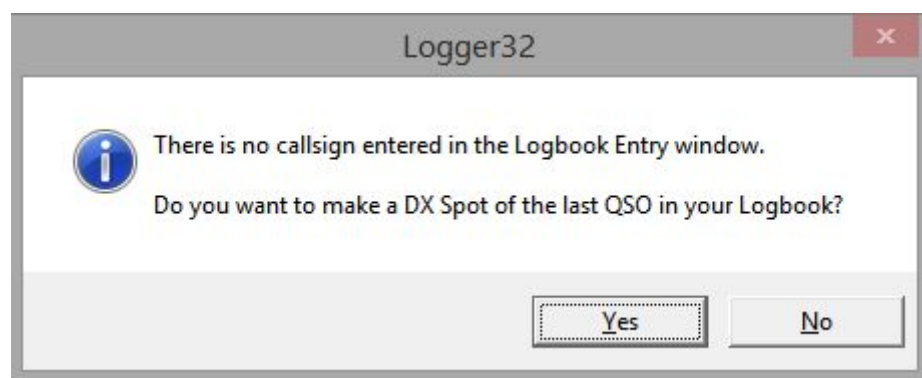 Logger32
There is no callsign entered in the Logbook Entry window.
Do you want to make a DX Spot of the last QSO in your Logbook?
Yes
No